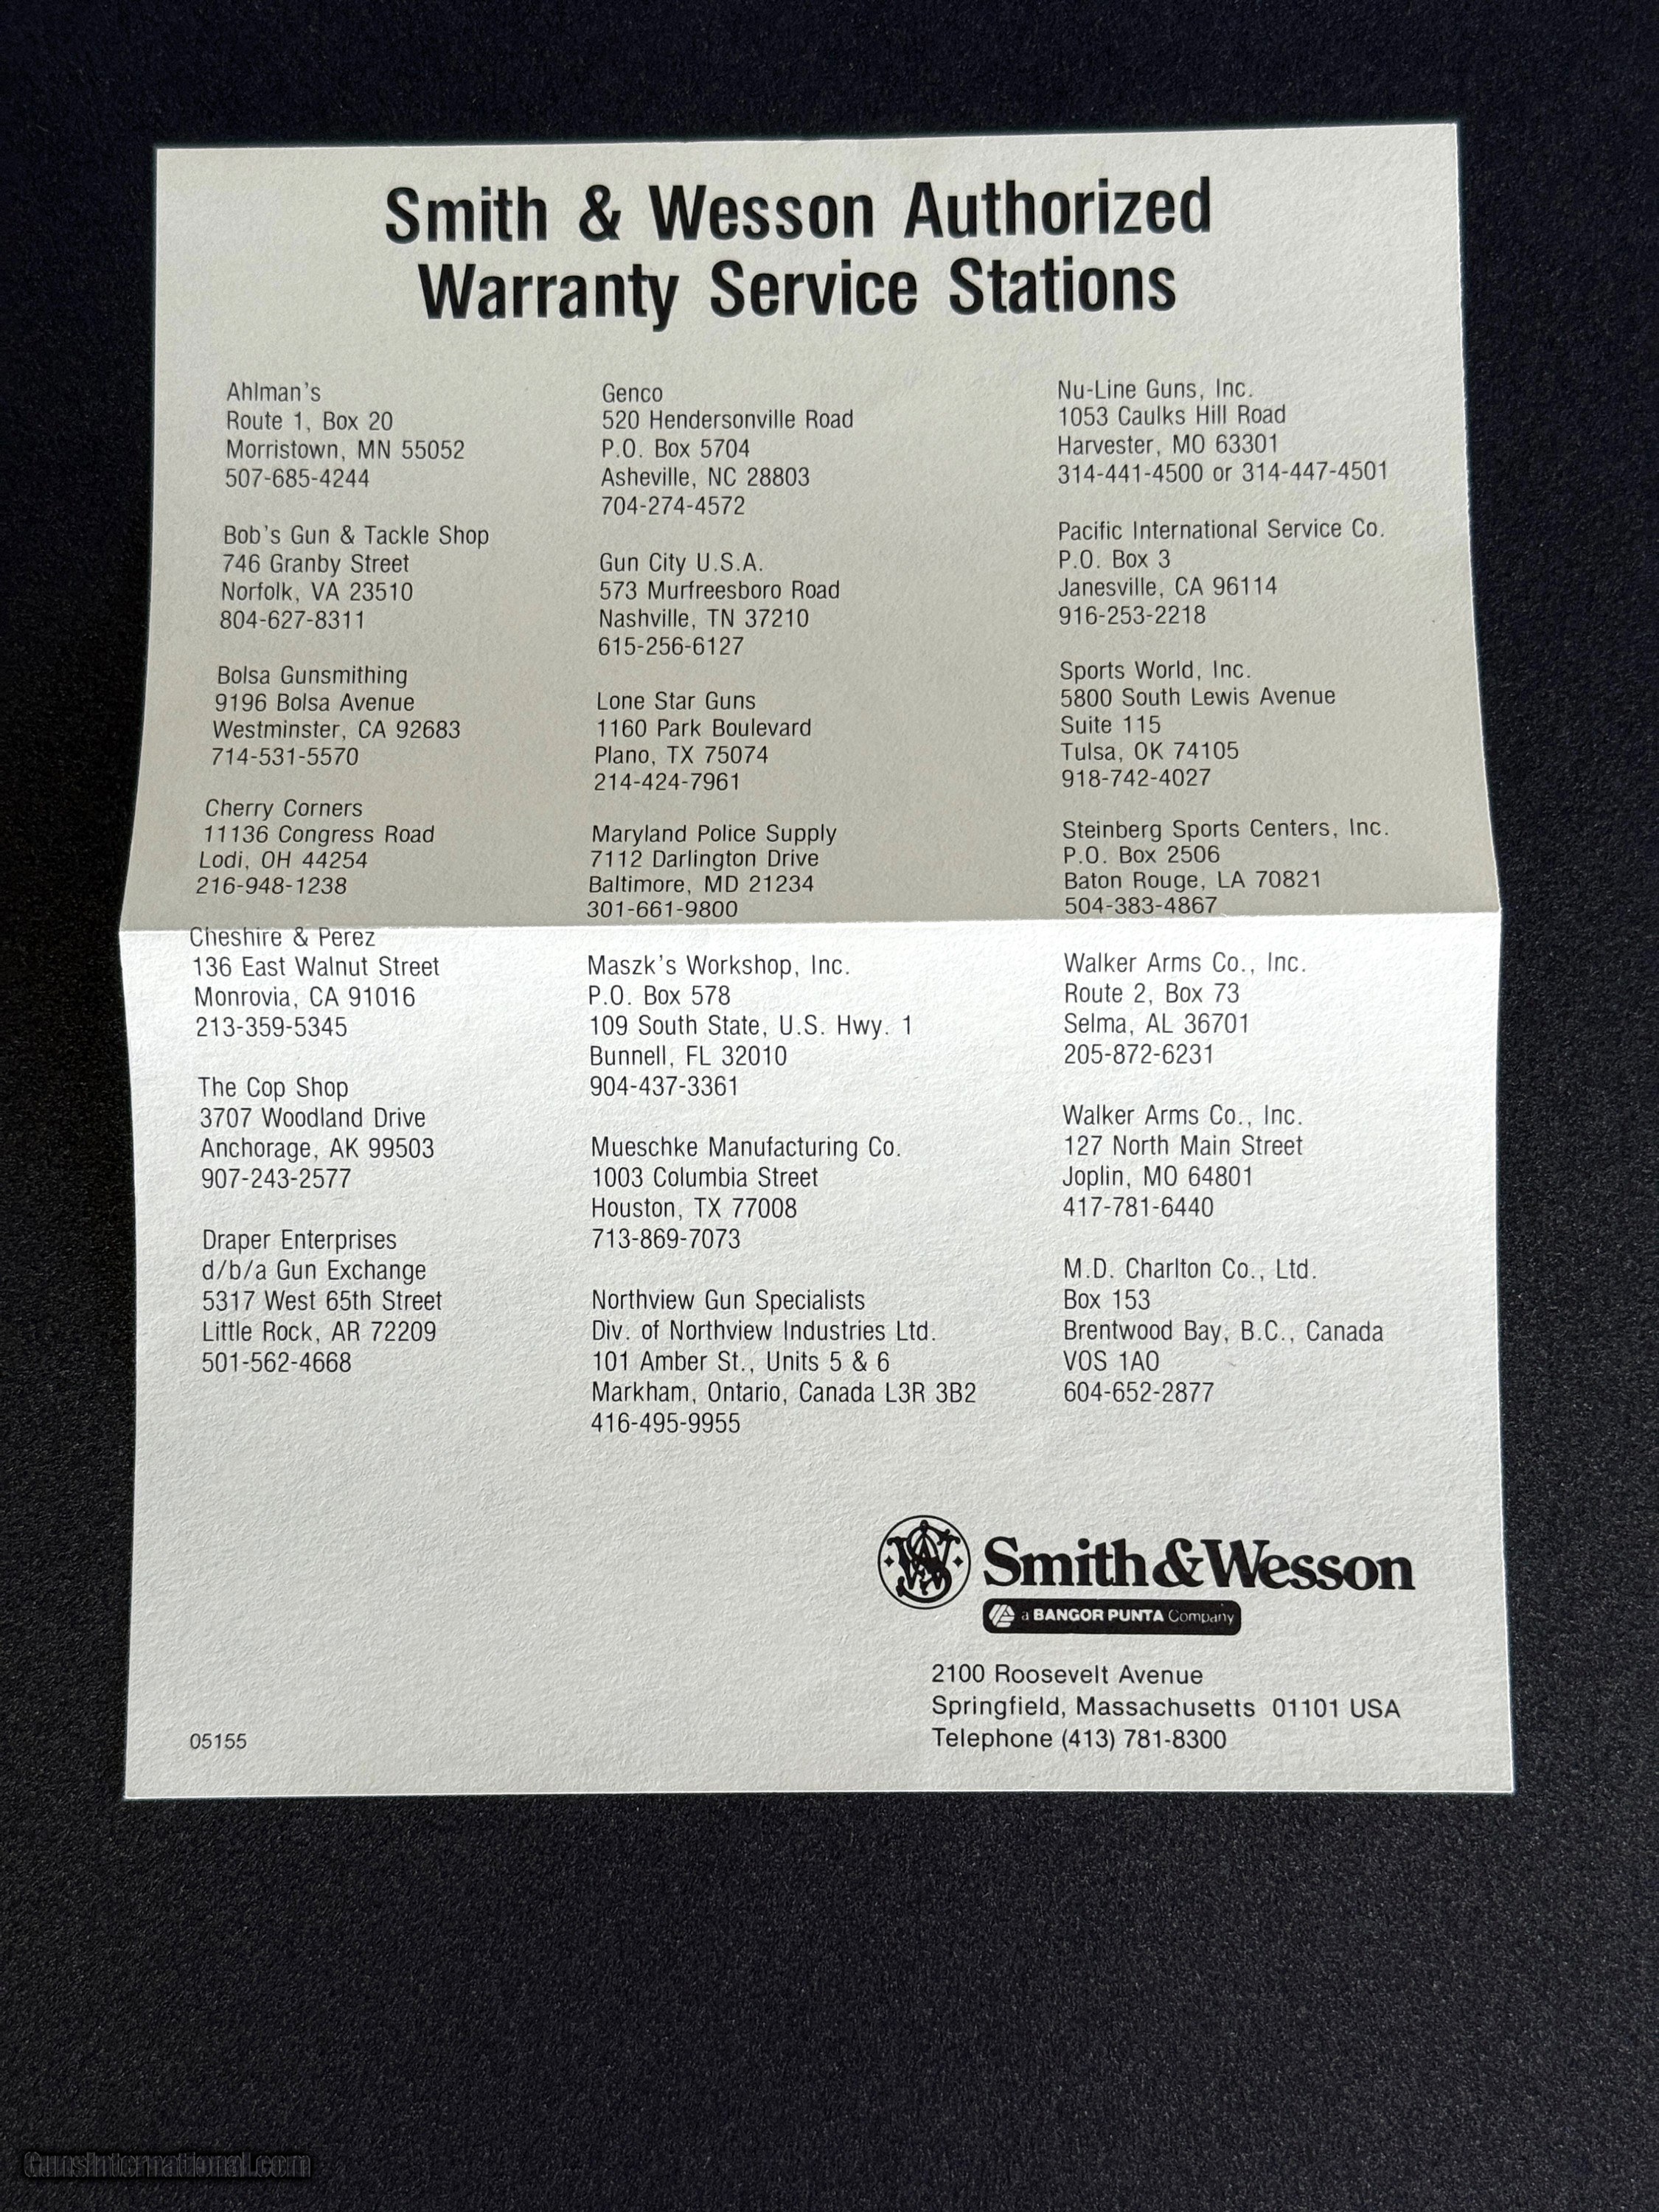 Smith & Wesson Authorized
Warranty Service Stations
Ahlman's
Route 1, Box 20
Morristown, MN 55052
507-685-4244
Bob's Gun & Tackle Shop
746 Granby Street
Norfolk, VA 23510
804-627-8311
Bolsa Gunsmithing
9196 Bolsa Avenue
Westminster, CA 92683
714-531-5570
Cherry Corners
11136 Congress Road
Lodi, OH 44254
216-948-1238
Cheshire & Perez
136 East Walnut Street
Monrovia, CA 91016
213-359-5345
The Cop Shop
3707 Woodland Drive
Anchorage, AK 99503
907-243-2577
Draper Enterprises
d/b/a Gun Exchange
5317 West 65th Street
Little Rock, AR 72209
501-562-4668
Genco
520 Hendersonville Road
P.O. Box 5704
Asheville, NC 28803
704-274-4572
Gun City U.S.A.
573 Murfreesboro Road
Nashville, TN 37210
615-256-6127
Lone Star Guns
1160 Park Boulevard
Plano, TX 75074
214-424-7961
Maryland Police Supply
7112 Darlington Drive
Baltimore, MD 21234
301-661-9800
Maszk's Workshop, Inc.
P.O. Box 578
109 South State, U.S. Hwy. 1
Bunnell, FL 32010
904-437-3361
Mueschke Manufacturing Co.
1003 Columbia Street
Houston, TX 77008
713-869-7073
Northview Gun Specialists
Div. of Northview Industries Ltd.
101 Amber St., Units 5 & 6
Markham, Ontario, Canada L3R 3B2
416-495-9955
Nu-Line Guns, Inc.
1053 Caulks Hill Road
Harvester, MO 63301
314-441-4500 or 314-447-4501
Pacific International Service Co.
P.O. Box 3
Janesville, CA 96114
916-253-2218
Sports World, Inc.
5800 South Lewis Avenue
Suite 115
Tulsa, OK 74105
918-742-4027
Steinberg Sports Centers, Inc.
P.O. Box 2506
Baton Rouge, LA 70821
504-383-4867
Walker Arms Co., Inc.
Route 2, Box 73
Selma, AL 36701
205-872-6231
Walker Arms Co., Inc.
127 North Main Street
Joplin, MO 64801
417-781-6440
M.D. Charlton Co., Ltd.
Box 153
Brentwood Bay, B.C., Canada
VOS 1AO
604-652-2877
Smith & Wesson
a BANGOR PUNTA Company
2100 Roosevelt Avenue
Springfield, Massachusetts 01101 USA
Telephone (413) 781-8300
05155
GunsInternational.com